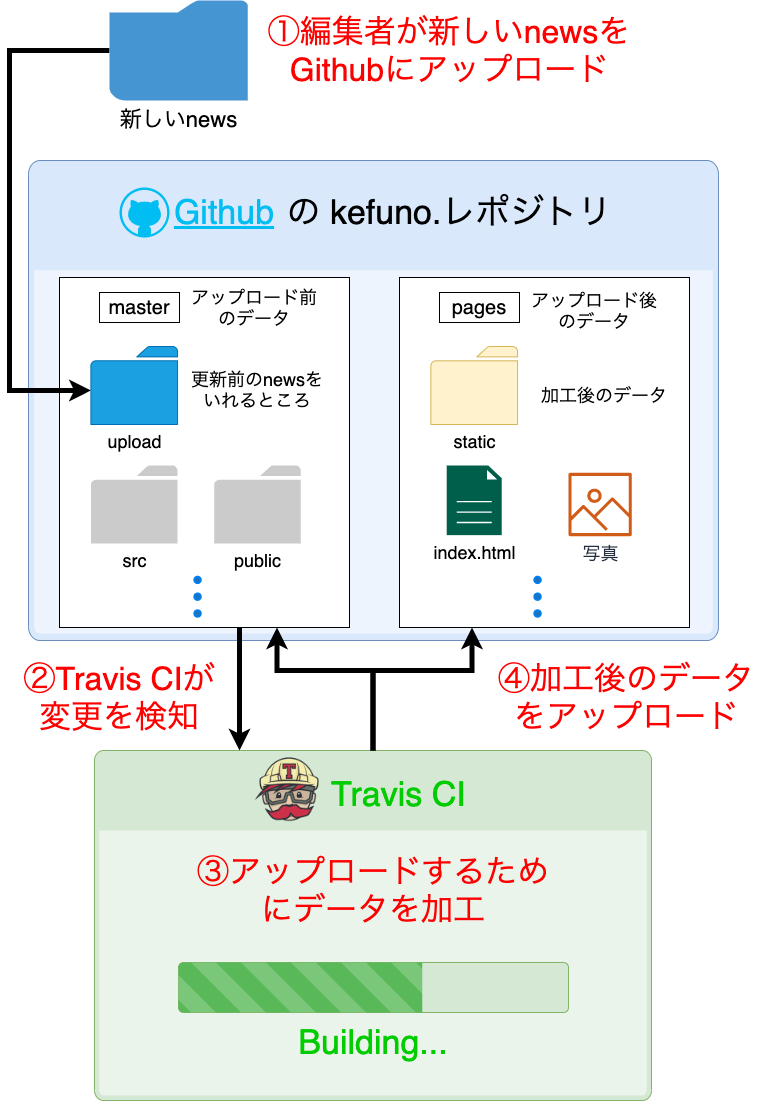 ①編集者が新しいnewsを
Githubにアップロード
新しいnews
Github の kefuno.レポジトリ
master
アップロード前
のデータ
更新前のnewsを
いれるところ
upload
src
public
pages
アップロード後
のデータ
加工後のデータ
static
index.html
写真
②Travis CIが
変更を検知
④加工後のデータ
をアップロード
T
Travis CI
③アップロードするため
にデータを加工
Building...